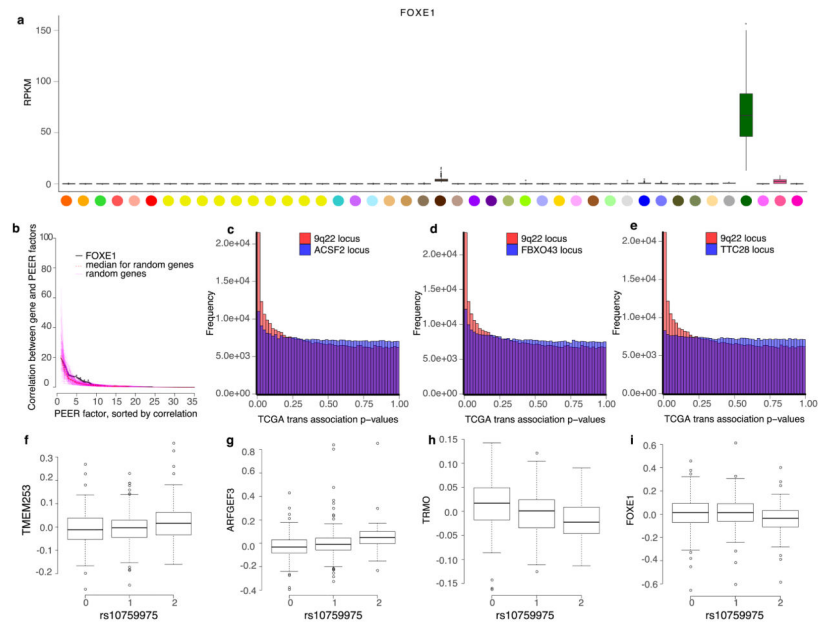 FOXE1
a
RPKM
150
100
50
0
b
Correlation between gene and PEER factors
100
80
60
40
20
0
FOXE1
median for random genes
random genes
0 5 10 15 20 25 30 35
PEER factor, sorted by correlation
c
9q22 locus
ACSF2 locus
Frequency
2.0e+04
1.5e+04
1.0e+04
5.0e+03
0.0e+00
0.00 0.25 0.50 0.75 1.00
TCGA trans association p-values
d
9q22 locus
FBXO43 locus
Frequency
2.0e+04
1.5e+04
1.0e+04
5.0e+03
0.0e+00
0.00 0.25 0.50 0.75 1.00
TCGA trans association p-values
e
9q22 locus
TTC28 locus
Frequency
2.0e+04
1.5e+04
1.0e+04
5.0e+03
0.0e+00
0.00 0.25 0.50 0.75 1.00
TCGA trans association p-values
f
TMEM253
0.3
0.2
0.1
0.0
-0.1
-0.2
0 1 2
rs10759975
g
ARFGEF3
0.8
0.6
0.4
0.2
0.0
-0.2
-0.4
0 1 2
rs10759975
h
TRMO
0.15
0.10
0.05
0.00
-0.05
-0.10
-0.15
0 1 2
rs10759975
i
FOXE1
0.6
0.4
0.2
0.0
-0.2
-0.4
-0.6
0 1 2
rs10759975